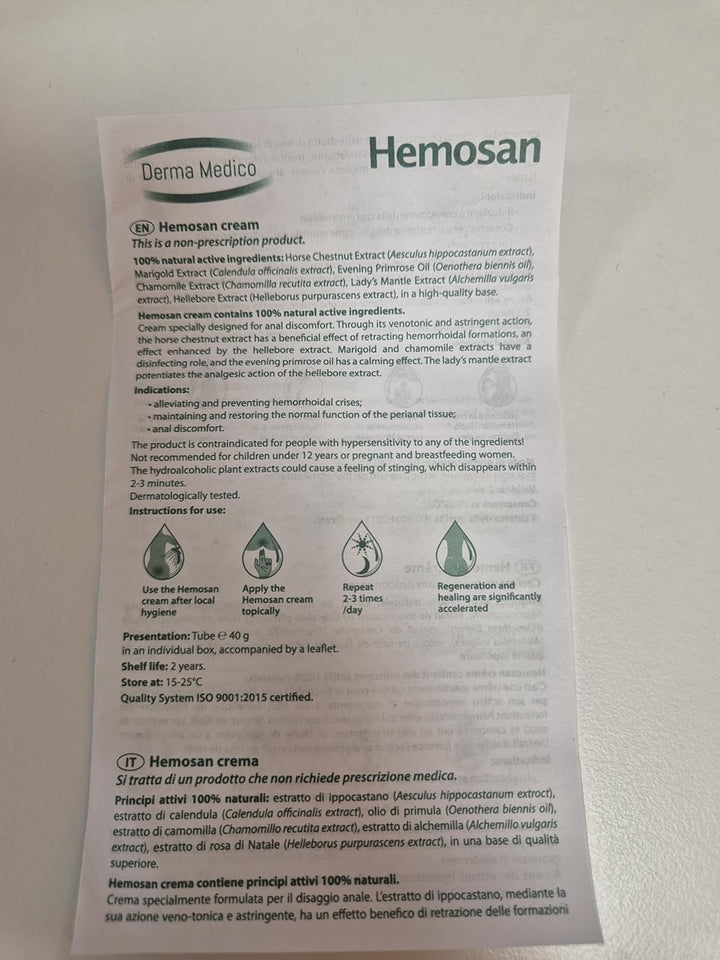 Derma Medico
Hemosan
EN Hemosan cream
This is a non-prescription product.
100% natural active ingredients: Horse Chestnut Extract (Aesculus hippocastanum extract),
Marigold Extract (Calendula officinalis extract), Evening Primrose Oil (Oenothera biennis oil),
Chamomile Extract (Chamomilla recutita extract), Lady's Mantle Extract (Alchemilla vulgaris
extract), Hellebore Extract (Helleborus purpurascens extract), in a high-quality base.
Hemosan cream contains 100% natural active ingredients.
Cream specially designed for anal discomfort. Through its venotonic and astringent action,
the horse chestnut extract has a beneficial effect of retracting hemorrhoidal formations, an
effect enhanced by the hellebore extract. Marigold and chamomile extracts have a
disinfecting role, and the evening primrose oil has a calming effect. The lady's mantle extract
potentiates the analgesic action of the hellebore extract.
Indications:
- alleviating and preventing hemorrhoidal crises;
- maintaining and restoring the normal function of the perianal tissue;
- anal discomfort.
The product is contraindicated for people with hypersensitivity to any of the ingredients!
Not recommended for children under 12 years or pregnant and breastfeeding women.
The hydroalcoholic plant extracts could cause a feeling of stinging, which disappears within
2-3 minutes.
Dermatologically tested.
Instructions for use:
Use the Hemosan
cream after local
hygiene
Apply the
Hemosan cream
topically
Repeat
2-3 times
/day
Regeneration and
healing are significantly
accelerated
Presentation: Tube ℮ 40 g
in an individual box, accompanied by a leaflet.
Shelf life: 2 years.
Store at: 15-25°C
Quality System ISO 9001:2015 certified.
IT Hemosan crema
Si tratta di un prodotto che non richiede prescrizione medica.
Principi attivi 100% naturali: estratto di ippocastano (Aesculus hippocastanum extroct),
estratto di calendula (Calendula officinalis extract), olio di primula (Oenothera biennis oil),
estratto di camomilla (Chamomillo recutita extract), estratto di alchemilla (Alchemillo vulgaris
extract), estratto di rosa di Natale (Helleborus purpurascens extract), in una base di qualità
superiore.
Hemosan crema contiene principi attivi 100% naturali.
Crema specialmente formulata per il disaggio anale. L'estratto di ippocastano, mediante la
sua azione veno-tonica e astringente, ha un effetto benefico di retrazione delle formazioni